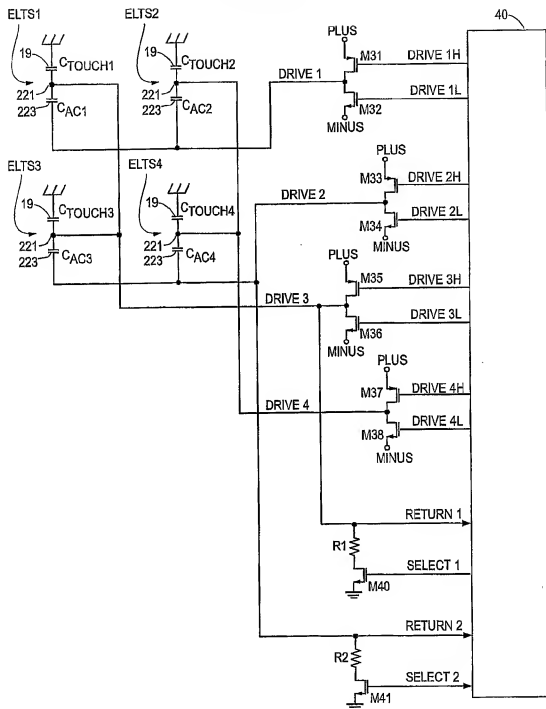 40
ELTS1
ELTS2
PLUS
M31
DRIVE 1H
19
CTOUCH1
19
CTOUCH2
DRIVE 1
221
221
M32
DRIVE 1L
223
CAC1
223
CAC2
MINUS
PLUS
ELTS3
ELTS4
M33
DRIVE 2H
DRIVE 2
19
CTOUCH3
19
CTOUCH4
M34
DRIVE 2L
221
221
MINUS
223
CAC3
223
CAC4
PLUS
M35
DRIVE 3H
DRIVE 3
M36
DRIVE 3L
MINUS
PLUS
M37
DRIVE 4H
DRIVE 4
M38
DRIVE 4L
MINUS
RETURN 1
R1
SELECT 1
M40
RETURN 2
R2
SELECT 2
M41